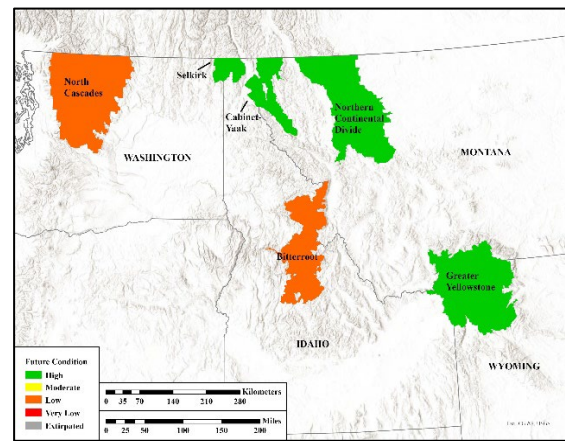 North
Cascades
Selkirk
Cabinet-
Yaak
Northern
Continental
Divide
WASHINGTON
MONTANA
Bitterroot
Greater
Yellowstone
IDAHO
WYOMING
Future Condition
High
Moderate
Low
Very Low
Extirpated
Kilometers
0 35 70 140 210 280
Miles
0 25 50 100 150 200